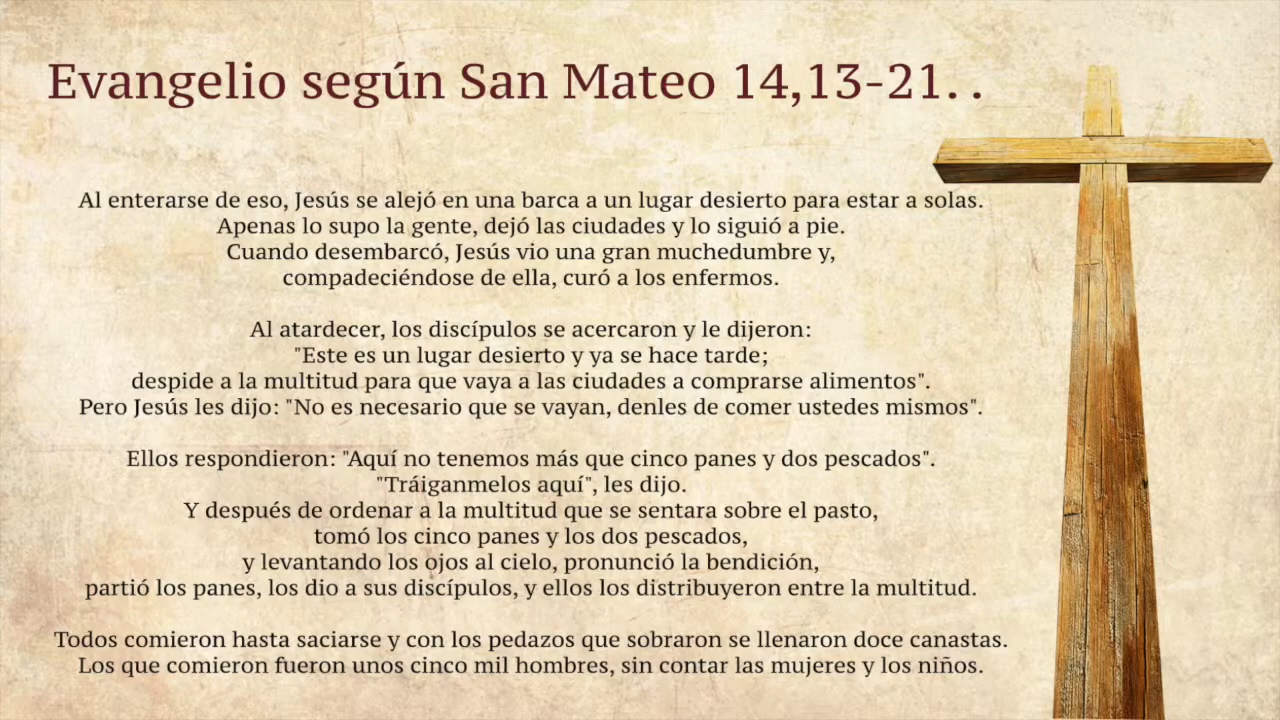 Evangelio según San Mateo 14,13-21. .
Al enterarse de eso, Jesús se alejó en una barca a un lugar desierto para estar a solas.
Apenas lo supo la gente, dejó las ciudades y lo siguió a pie.
Cuando desembarcó, Jesús vio una gran muchedumbre y,
compadeciéndose de ella, curó a los enfermos.
Al atardecer, los discípulos se acercaron y le dijeron:
"Este es un lugar desierto y ya se hace tarde;
despide a la multitud para que vaya a las ciudades a comprarse alimentos".
Pero Jesús les dijo: "No es necesario que se vayan, denles de comer ustedes mismos".
Ellos respondieron: "Aquí no tenemos más que cinco panes y dos pescados".
"Tráiganmelos aquí", les dijo.
Y después de ordenar a la multitud que se sentara sobre el pasto,
tomó los cinco panes y los dos pescados,
y levantando los ojos al cielo, pronunció la bendición,
partió los panes, los dio a sus discípulos, y ellos los distribuyeron entre la multitud.
Todos comieron hasta saciarse y con los pedazos que sobraron se llenaron doce canastas.
Los que comieron fueron unos cinco mil hombres, sin contar las mujeres y los niños.